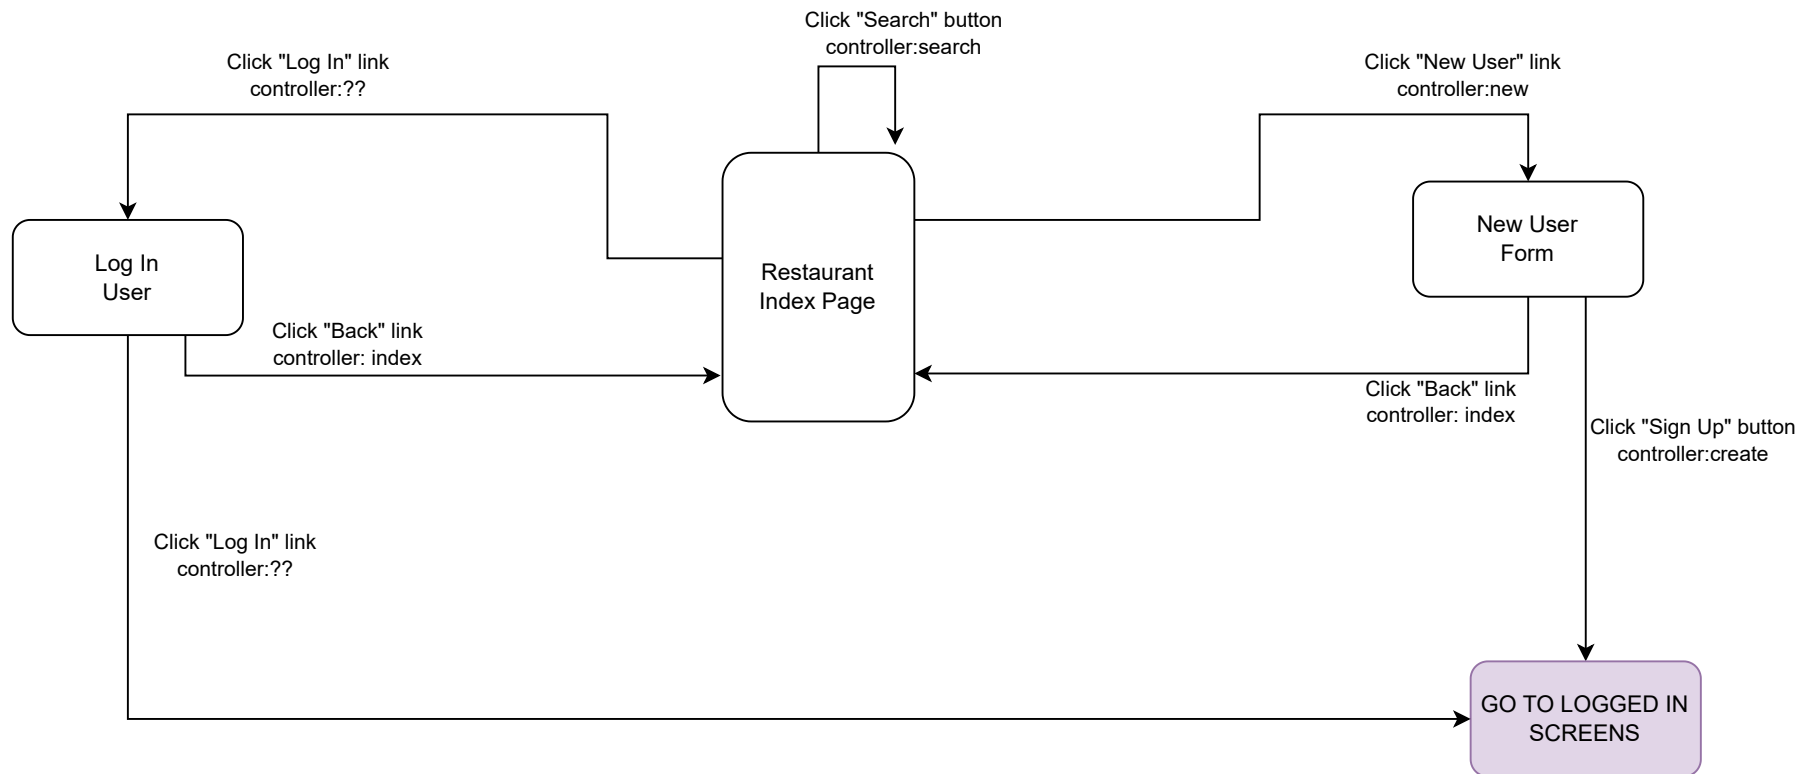 Click "Search" button
controller:search
Click "Log In" link
controller:??
Click "New User" link
controller:new
Log In
User
Restaurant
Index Page
New User
Form
Click "Back" link
controller: index
Click "Back" link
controller: index
Click "Sign Up" button
controller:create
Click "Log In" link
controller:??
GO TO LOGGED IN
SCREENS